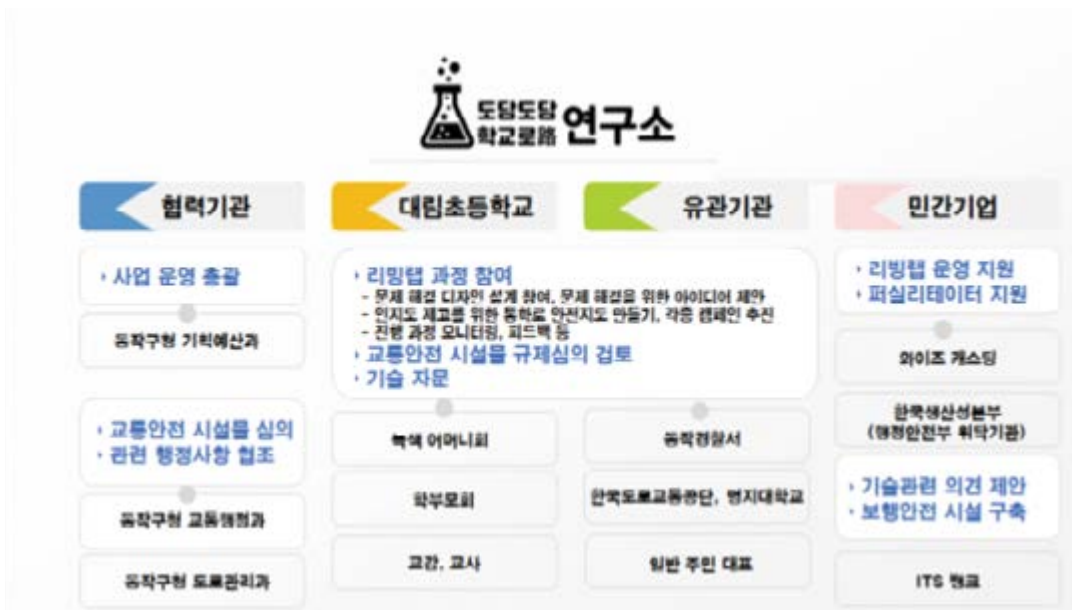 도담도담
학교로路 연구소
협력기관
› 사업 운영 총괄
동작구청 기획예산과
› 교통안전 시설물 심의
› 관련 행정사항 협조
동작구청 교통행정과
동작구청 도로관리과
대림초등학교
유관기관
› 리빙랩 과정 참여
- 문제 해결 디자인 설계 참여, 문제 해결을 위한 아이디어 제안
- 인지도 제고를 위한 통학로 안전지도 만들기, 각종 캠페인 추진
- 진행 과정 모니터링, 피드백 등
› 교통안전 시설물 규제심의 검토
› 기술 자문
녹색 어머니회
학부모회
교감, 교사
동작경찰서
한국도로교통공단, 명지대학교
일반 주민 대표
민간기업
› 리빙랩 운영 지원
› 퍼실리테이터 지원
와이즈 캐스팅
한국생산성본부
(행정안전부 위탁기관)
› 기술관련 의견 제안
› 보행안전 시설 구축
ITS 뱅크